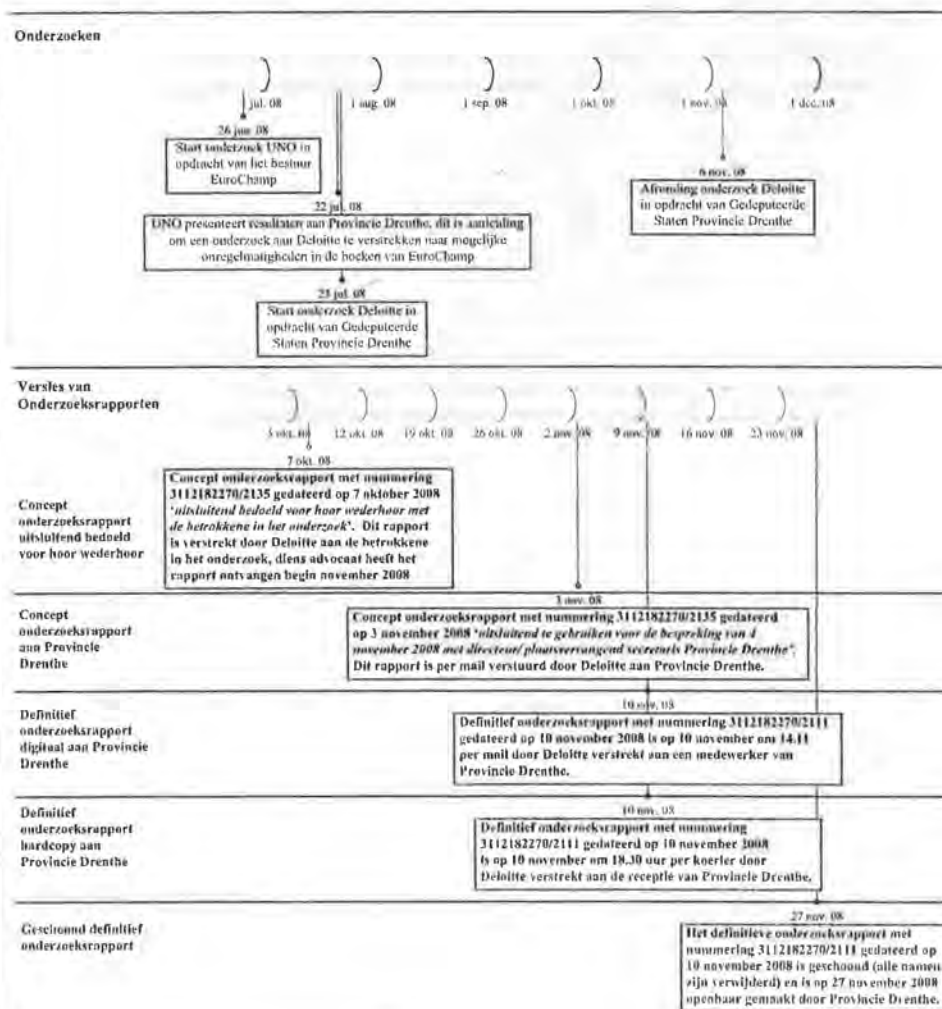 Onderzoeken
jul. 08
1 aug. 08
1 sep. 08
1 okt. 08
1 nov. 08
1 dec. 08
26 jun. 08
Start onderzoek UNO in
opdracht van het bestuur
EuroChamp
6 nov. 08
Afronding onderzoek Deloitte
in opdracht van Gedeputeerde
Staten Provincie Drenthe
22 jul. 08
UNO presenteert resultaten aan Provincie Drenthe, dit is aanleiding
om een onderzoek aan Deloitte te verstrekken naar mogelijke
onregelmatigheden in de boeken van EuroChamp
jul. 08
Start onderzoek Deloitte in
opdracht van Gedeputeerde
Staten Provincie Drenthe
Versies van
Onderzoeksrapporten
5 okt. 08
12 okt. 08
19 okt. 08
26 okt. 08
2 nov. 08
9 nov. 08
16 nov. 08
23 nov. 08
7 okt. 08
Concept
onderzoeksrapport
uitsluitend bedoeld
voor hoor wederhoor
Concept onderzoeksrapport met nummering
3112182270/2135 gedateerd op 7 oktober 2008
‘uitsluitend bedoeld voor hoor wederhoor met
de betrokkene in het onderzoek’. Dit rapport
is verstrekt door Deloitte aan de betrokkene
in het onderzoek, diens advocaat heeft het
rapport ontvangen begin november 2008
Concept
onderzoeksrapport
aan Provincie
Drenthe
3 nov. 08
Concept onderzoeksrapport met nummering 3112182270/2135 gedateerd
op 3 november 2008 ‘uitsluitend te gebruiken voor de bespreking van 4
november 2008 met directeur/ plaatsvervangend secretaris Provincie Drenthe’.
Dit rapport is per mail verstuurd door Deloitte aan Provincie Drenthe.
Definitief
onderzoeksrapport
digitaal aan Provincie
Drenthe
10 nov. 08
Definitief onderzoeksrapport met nummering 3112182270/2111
gedateerd op 10 november 2008 is op 10 november om 14.11
per mail door Deloitte verstrekt aan een medewerker van
Provincie Drenthe.
Definitief
onderzoeksrapport
hardcopy aan
Provincie Drenthe
10 nov. 08
Definitief onderzoeksrapport met nummering
3112182270/2111 gedateerd op 10 november 2008
is op 10 november om 18.30 uur per koerier door
Deloitte verstrekt aan de receptie van Provincie Drenthe.
Geschoond definitief
onderzoeksrapport
27 nov. 08
Het definitieve onderzoeksrapport met
nummering 3112182270/2111 gedateerd op
10 november 2008 is geschoond (alle namen
zijn verwijderd) en is op 27 november 2008
openbaar gemaakt door Provincie Drenthe.